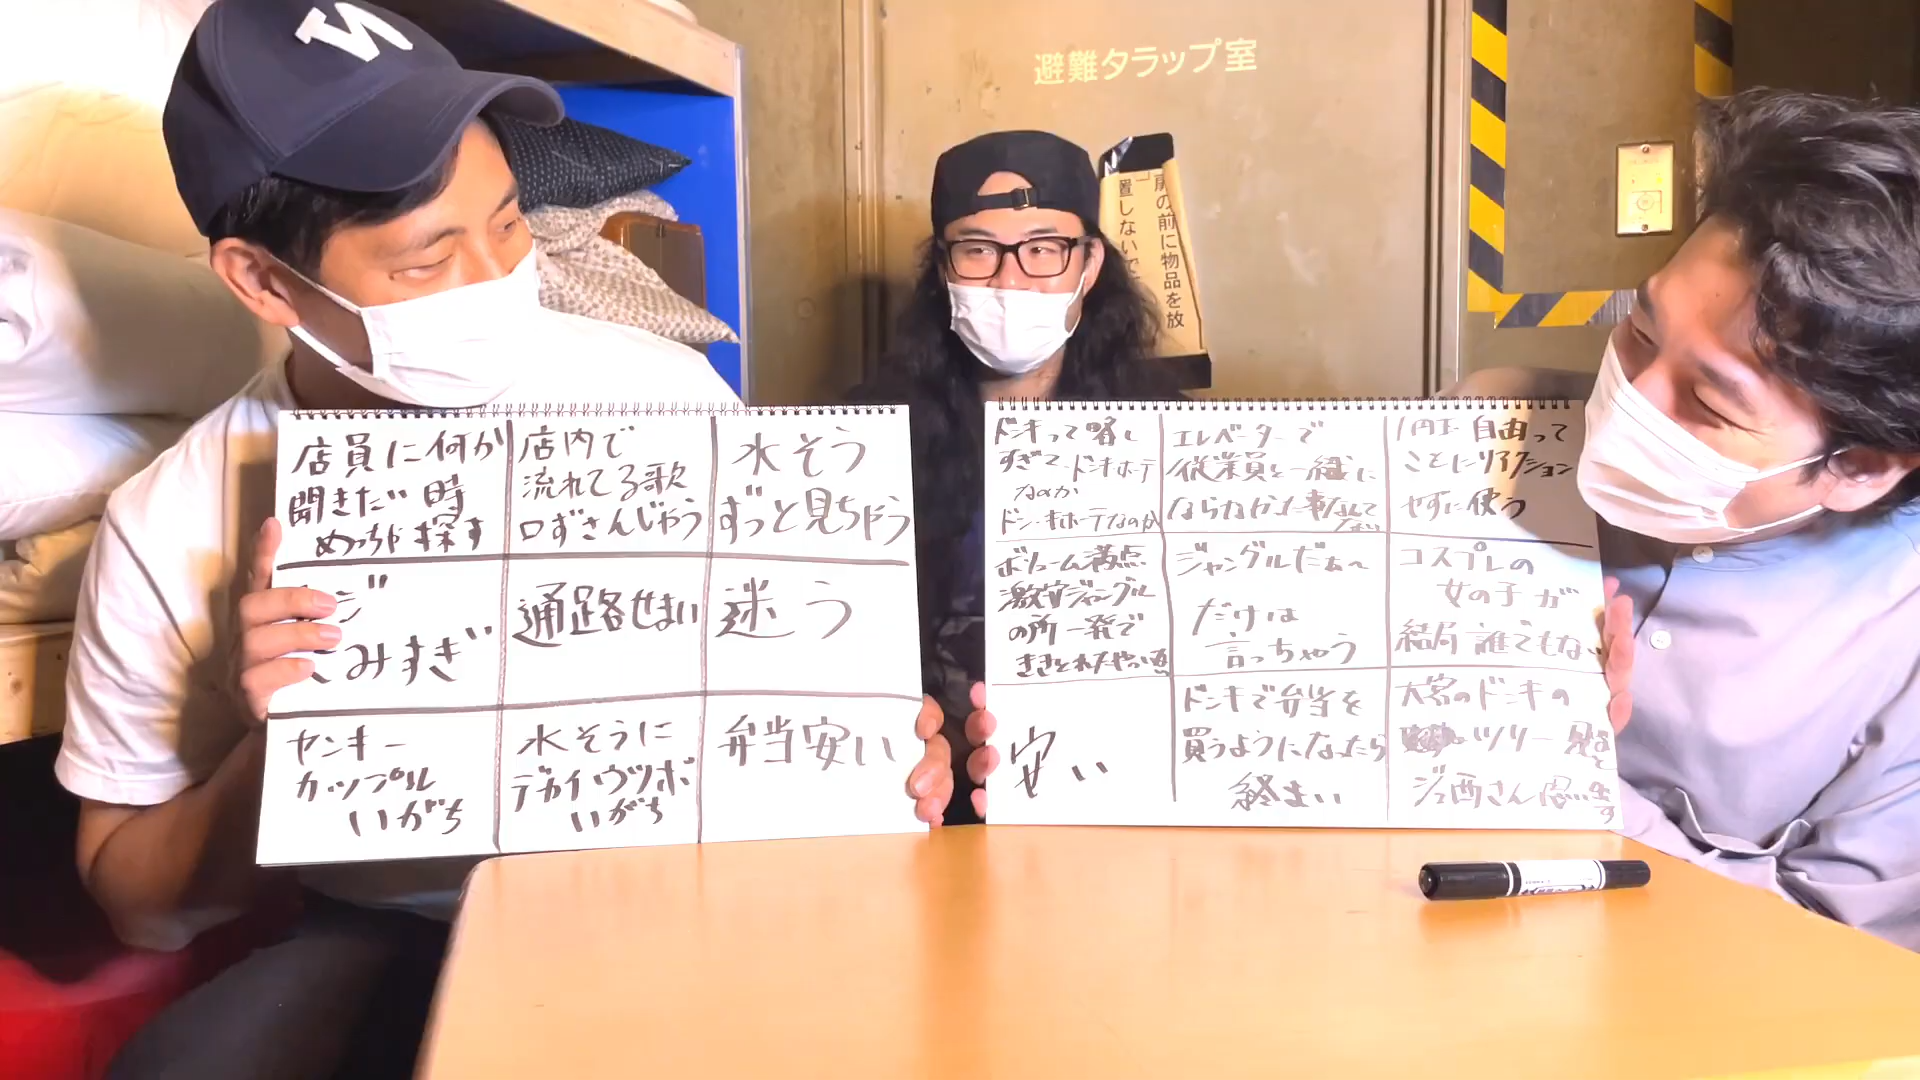 避難タラップ室
扉の前に物品を放
置しないで
店員に何か
聞きたい時
めっちゃ探す
店内で
流れてる歌
口ずさんじゃう
水そう
ずっと見ちゃう
ジ
こみすぎ
通路せまい
迷う
ヤンキー
カップル
いがち
水そうに
デカイウツボ
いがち
弁当安い
ドンキって略し
すぎて、ドキホーテ
なのか
ドン・キホーテなのか
エレベーターで
従業員と一緒に
ならなかった事なんて
ない
1円玉自由って
ことにリアクション
せずに使う
ボリューム満点
激安ジャングル
の所一発で
ききとれたやつ
ジャングルだぁ〜
だけは
言っちゃう
コスプレの
女の子が
結局誰でもない
安い
ドンキで弁当を
買うようになったら
終まい
大宮のドンキの
ツリー見ると
西さん思い出す